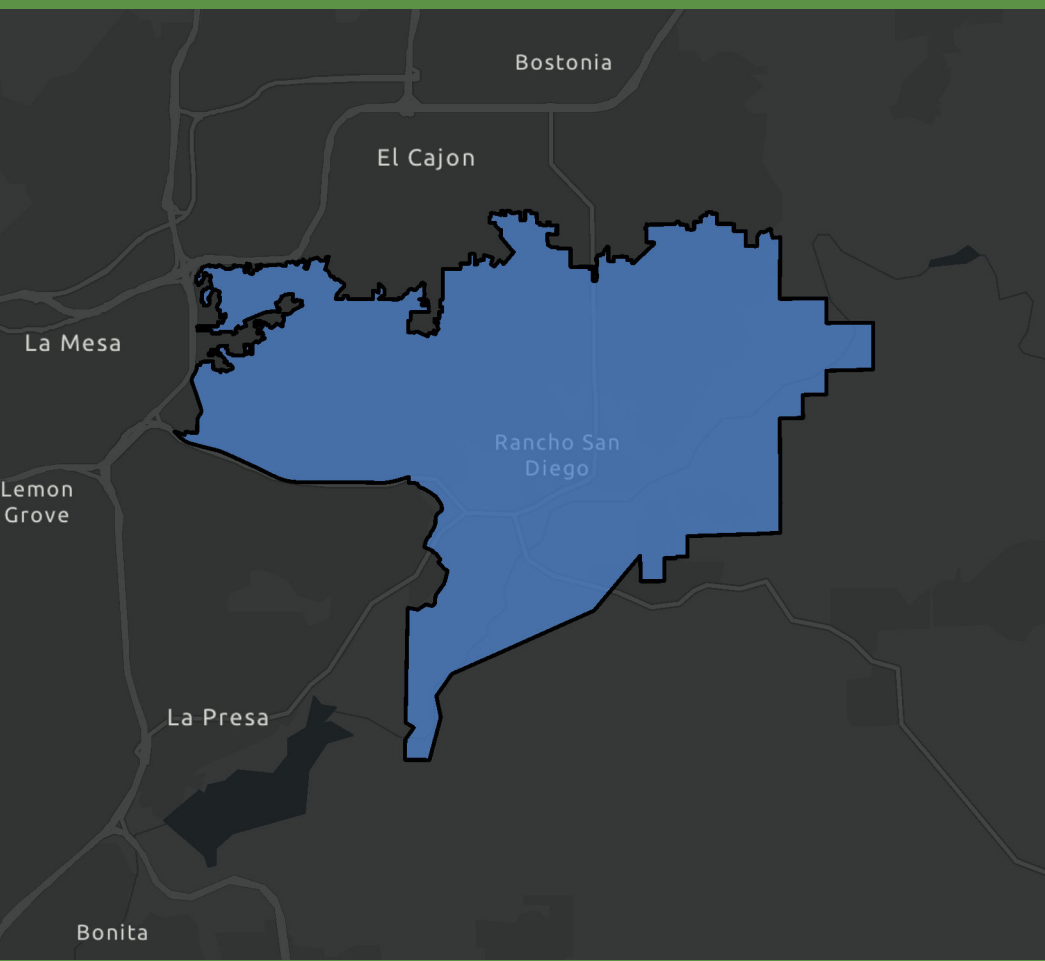 Bostonia
El Cajon
La Mesa
Rancho San
Diego
Lemon
Grove
La Presa
Bonita